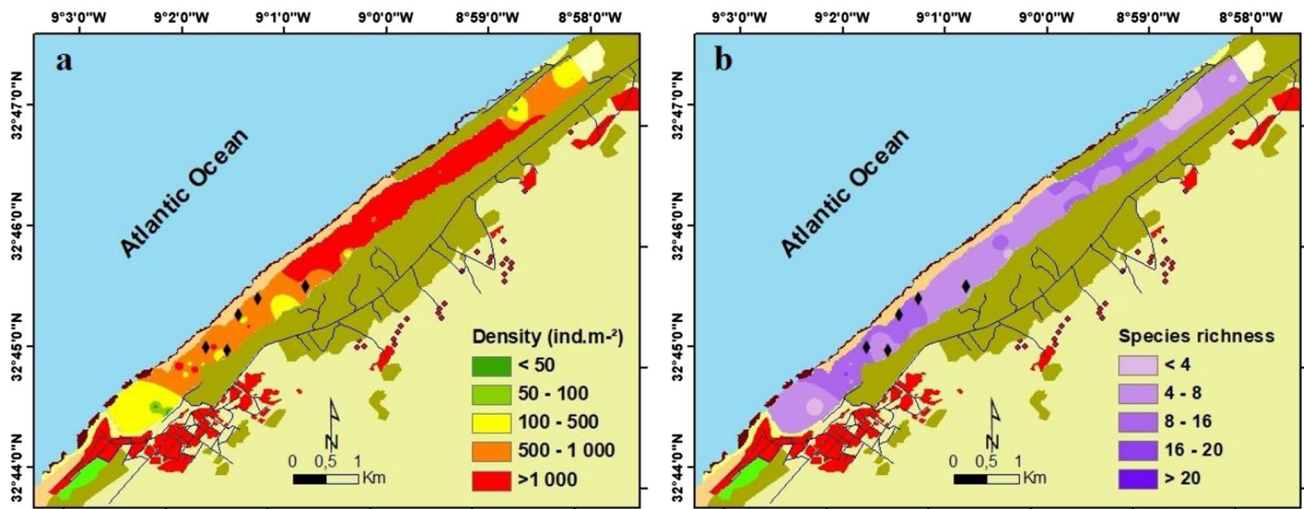 9°3'0"W 9°2'0"W 9°1'0"W 9°0'0"W 8°59'0"W 8°58'0"W
a
32°47'0"N
32°46'0"N
32°45'0"N
32°44'0"N
Atlantic Ocean
Density (ind.m-²)
< 50
50 - 100
100 - 500
500 - 1 000
>1 000
N
0 0,5 1
Km
9°3'0"W 9°2'0"W 9°1'0"W 9°0'0"W 8°59'0"W 8°58'0"W
b
32°47'0"N
32°46'0"N
32°45'0"N
32°44'0"N
Atlantic Ocean
Species richness
< 4
4 - 8
8 - 16
16 - 20
> 20
N
0 0,5 1
Km